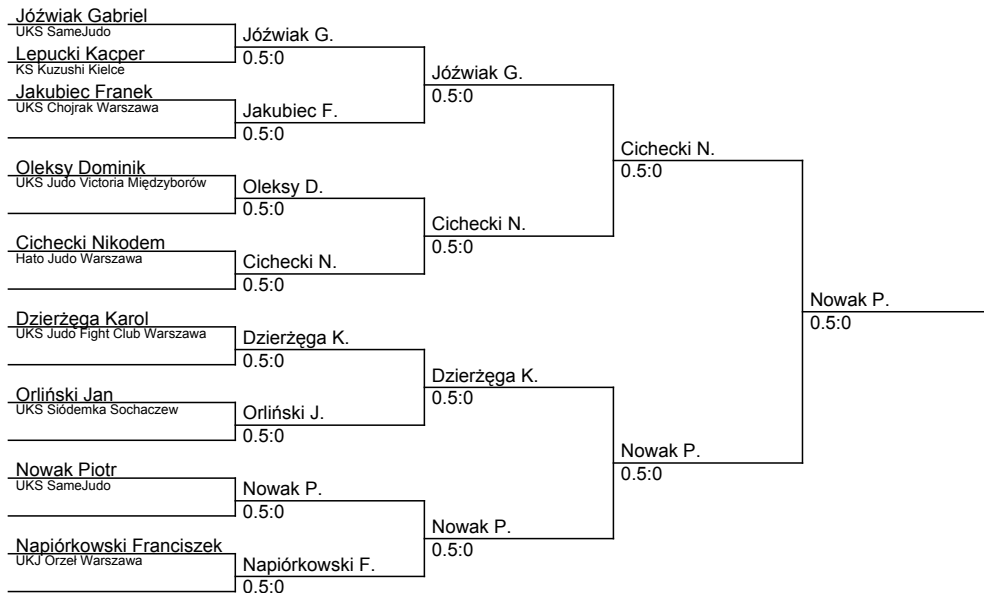 Jóźwiak Gabriel
UKS SameJudo
Lepucki Kacper
KS Kuzushi Kielce
Jakubiec Franek
UKS Chojrak Warszawa
Oleksy Dominik
UKS Judo Victoria Międzyborów
Cichecki Nikodem
Hato Judo Warszawa
Dzierżęga Karol
UKS Judo Fight Club Warszawa
Orliński Jan
UKS Siódemka Sochaczew
Nowak Piotr
UKS SameJudo
Napiórkowski Franciszek
UKJ Orzeł Warszawa
Jóźwiak G.
0.5:0
Jakubiec F.
0.5:0
Oleksy D.
0.5:0
Cichecki N.
0.5:0
Dzierżęga K.
0.5:0
Orliński J.
0.5:0
Nowak P.
0.5:0
Napiórkowski F.
0.5:0
Jóźwiak G.
0.5:0
Cichecki N.
0.5:0
Dzierżęga K.
0.5:0
Nowak P.
0.5:0
Cichecki N.
0.5:0
Nowak P.
0.5:0
Nowak P.
0.5:0